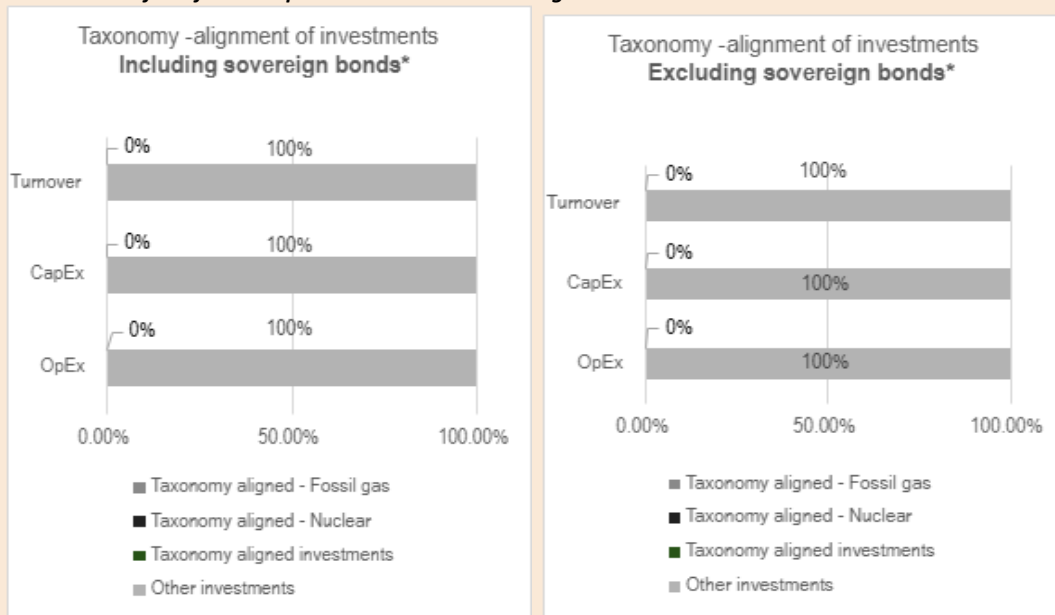 Taxonomy -alignment of investments
Including sovereign bonds*
0%
100%
Turnover
0%
100%
CapEx
0%
100%
OpEx
0.00%
50.00%
100.00%
Taxonomy aligned - Fossil gas
Taxonomy aligned - Nuclear
Taxonomy aligned investments
Other investments
Taxonomy -alignment of investments
Excluding sovereign bonds*
0%
100%
Turnover
0%
CapEx
100%
0%
OpEx
100%
0.00%
50.00%
100.00%
Taxonomy aligned - Fossil gas
Taxonomy aligned - Nuclear
Taxonomy aligned investments
Other investments